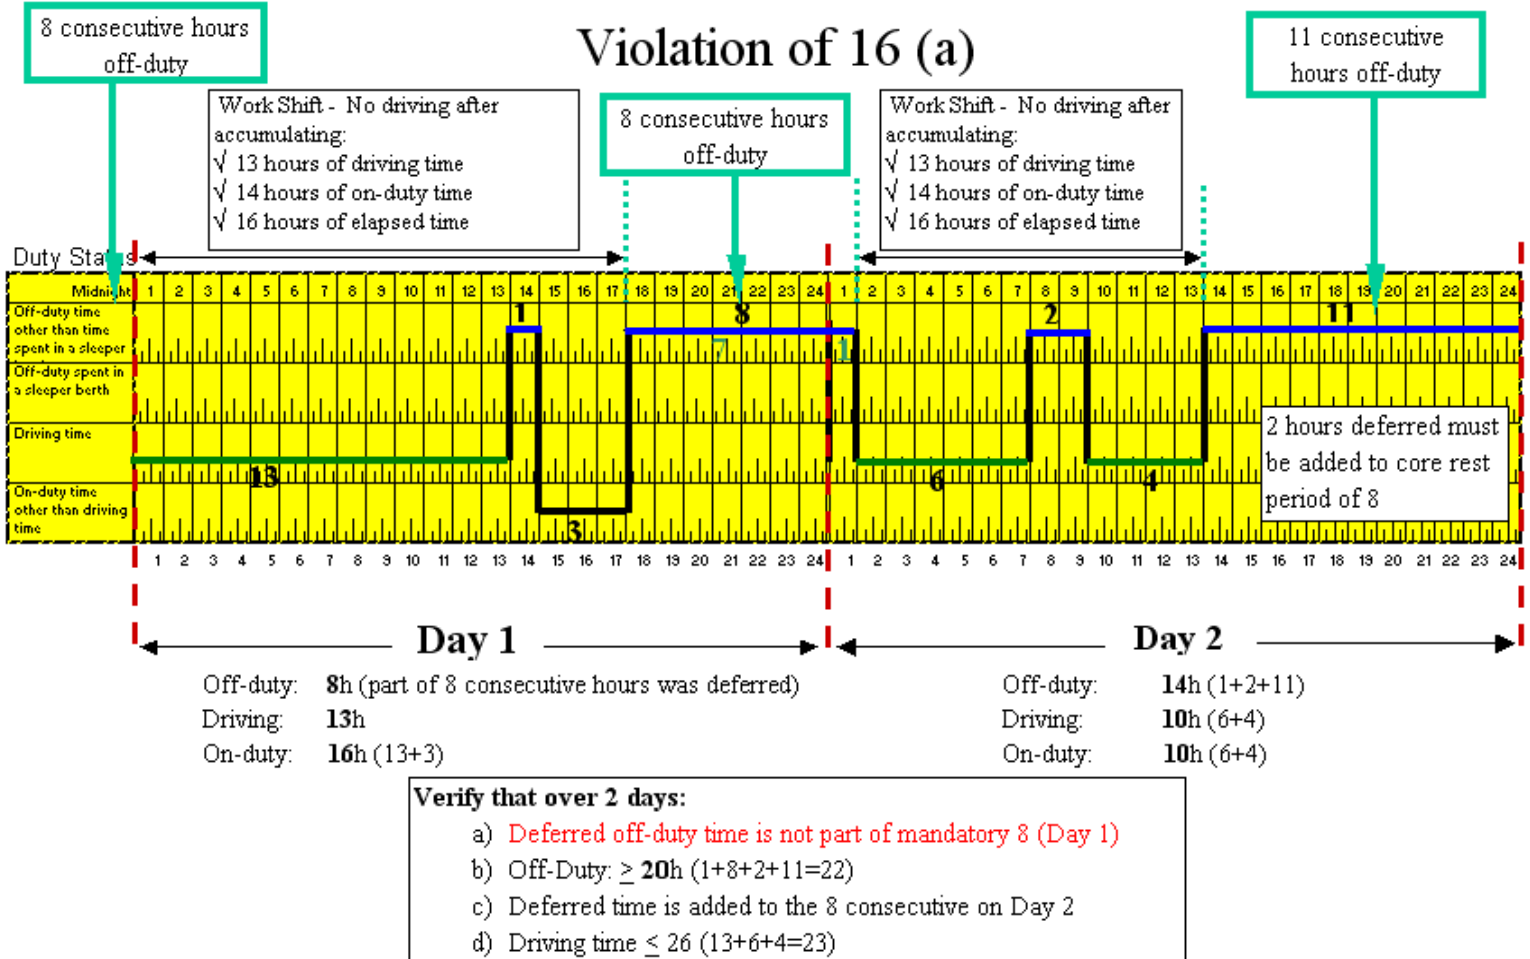 8 consecutive hours
off-duty
Violation of 16 (a)
11 consecutive
hours off-duty
Work Shift - No driving after
accumulating:
√ 13 hours of driving time
√ 14 hours of on-duty time
√ 16 hours of elapsed time
8 consecutive hours
off-duty
Work Shift - No driving after
accumulating:
√ 13 hours of driving time
√ 14 hours of on-duty time
√ 16 hours of elapsed time
Duty Status
Midnight 1 2 3 4 5 6 7 8 9 10 11 12 13 14 15 16 17 18 19 20 21 22 23 24 1 2 3 4 5 6 7 8 9 10 11 12 13 14 15 16 17 18 19 20 21 22 23 24
Off-duty time
other than time
spent in a sleeper
1 8 2 11
7 1
Off-duty spent in
a sleeper berth
Driving time
13 6 4
On-duty time
other than driving
time
3
2 hours deferred must
be added to core rest
period of 8
1 2 3 4 5 6 7 8 9 10 11 12 13 14 15 16 17 18 19 20 21 22 23 24 1 2 3 4 5 6 7 8 9 10 11 12 13 14 15 16 17 18 19 20 21 22 23 24
Day 1
Day 2
Off-duty: 8h (part of 8 consecutive hours was deferred)
Driving: 13h
On-duty: 16h (13+3)
Off-duty: 14h (1+2+11)
Driving: 10h (6+4)
On-duty: 10h (6+4)
Verify that over 2 days:
a) Deferred off-duty time is not part of mandatory 8 (Day 1)
b) Off-Duty: ≥ 20h (1+8+2+11=22)
c) Deferred time is added to the 8 consecutive on Day 2
d) Driving time ≤ 26 (13+6+4=23)